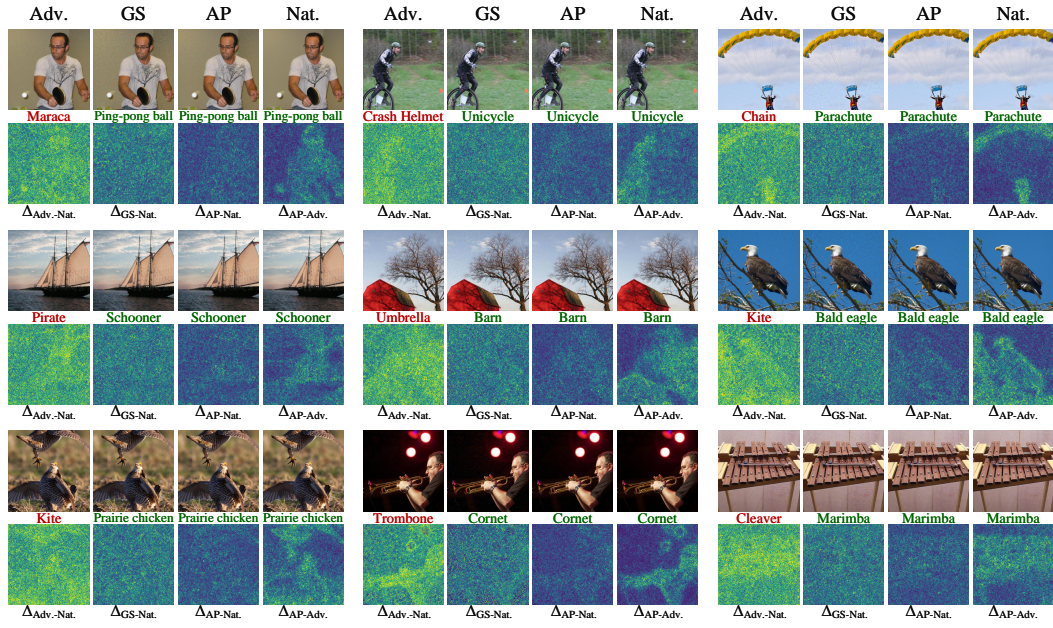 Adv. GS AP Nat. Adv. GS AP Nat. Adv. GS AP Nat.
Maraca Ping-pong ball Ping-pong ball Ping-pong ball Crash Helmet Unicycle Unicycle Unicycle Chain Parachute Parachute Parachute
ΔAdv.-Nat. ΔGS-Nat. ΔAP-Nat. ΔAP-Adv. ΔAdv.-Nat. ΔGS-Nat. ΔAP-Nat. ΔAP-Adv. ΔAdv.-Nat. ΔGS-Nat. ΔAP-Nat. ΔAP-Adv.
Pirate Schooner Schooner Schooner Umbrella Barn Barn Barn Kite Bald eagle Bald eagle Bald eagle
ΔAdv.-Nat. ΔGS-Nat. ΔAP-Nat. ΔAP-Adv. ΔAdv.-Nat. ΔGS-Nat. ΔAP-Nat. ΔAP-Adv. ΔAdv.-Nat. ΔGS-Nat. ΔAP-Nat. ΔAP-Adv.
Kite Prairie chicken Prairie chicken Prairie chicken Trombone Cornet Cornet Cornet Cleaver Marimba Marimba Marimba
ΔAdv.-Nat. ΔGS-Nat. ΔAP-Nat. ΔAP-Adv. ΔAdv.-Nat. ΔGS-Nat. ΔAP-Nat. ΔAP-Adv. ΔAdv.-Nat. ΔGS-Nat. ΔAP-Nat. ΔAP-Adv.